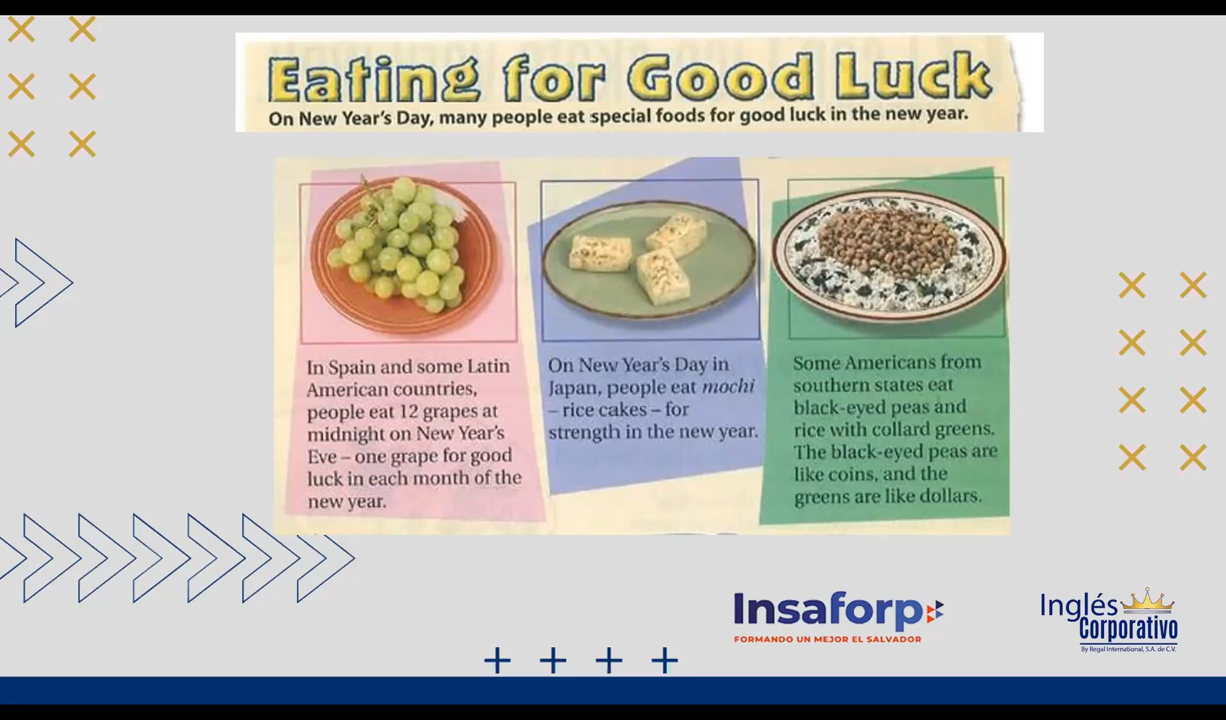 Eating for Good Luck
On New Year's Day, many people eat special foods for good luck in the new year.
In Spain and some Latin
American countries,
people eat 12 grapes at
midnight on New Year's
Eve – one grape for good
luck in each month of the
new year.
On New Year's Day in
Japan, people eat mochi
– rice cakes – for
strength in the new year.
Some Americans from
southern states eat
black-eyed peas and
rice with collard greens.
The black-eyed peas are
like coins, and the
greens are like dollars.
Insaforp
FORMANDO UN MEJOR EL SALVADOR
Inglés
Corporativo
By Regal International, S.A. de C.V.